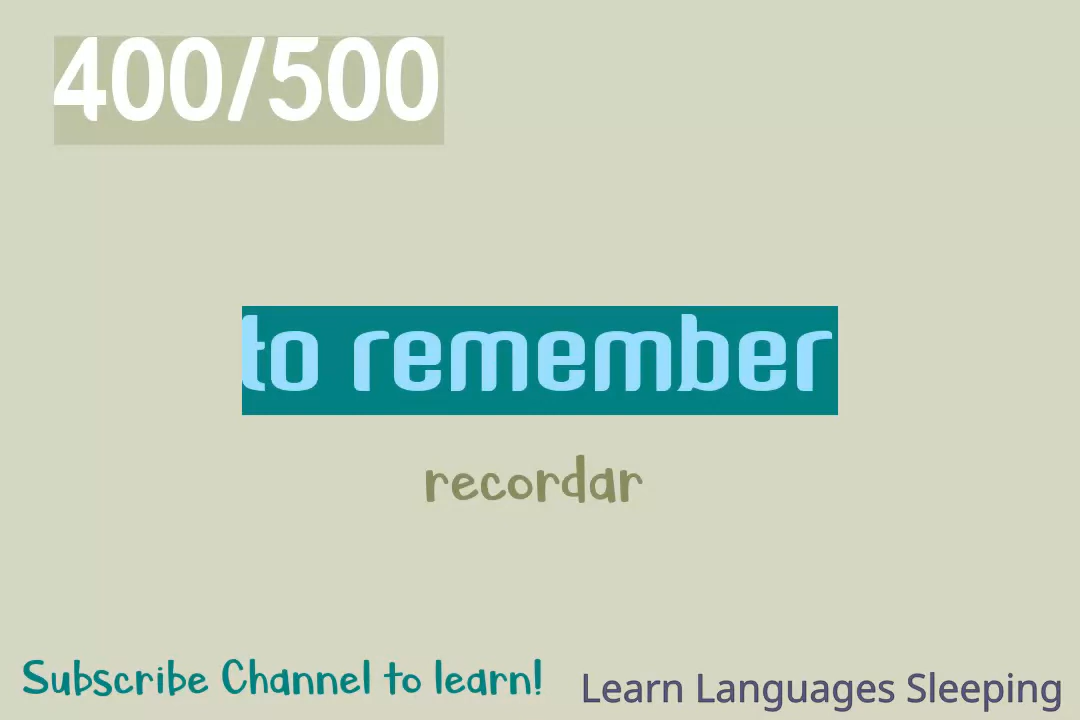 400/500
to remember
recordar
Subscribe Channel to learn!
Learn Languages Sleeping